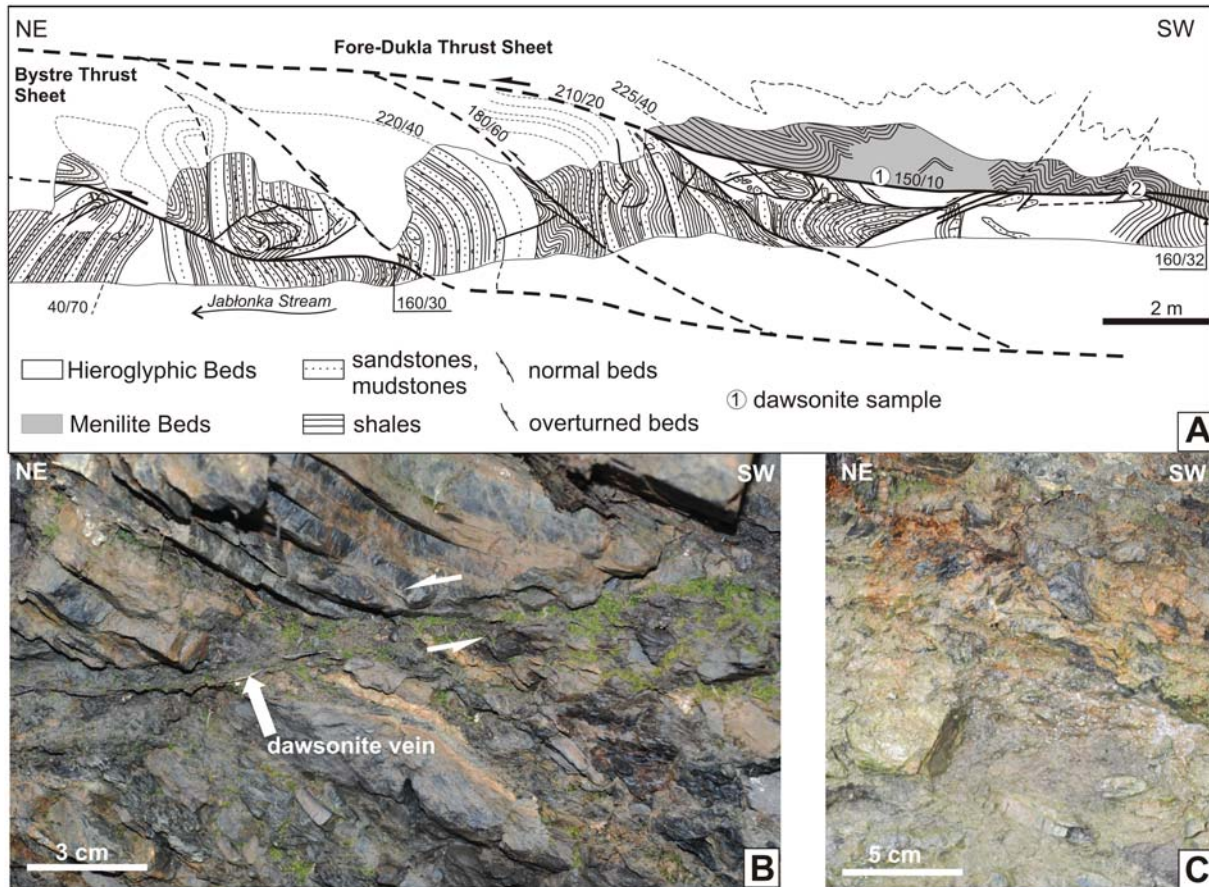 NE
SW
Fore-Dukla Thrust Sheet
Bystre Thrust
Sheet
210/20
225/40
220/40
180/60
1
150/10
2
40/70
Jabłonka Stream
160/30
160/32
2 m
Hieroglyphic Beds
sandstones,
mudstones
normal beds
Menilite Beds
shales
overturned beds
1 dawsonite sample
A
NE
SW
dawsonite vein
3 cm
B
NE
SW
5 cm
C